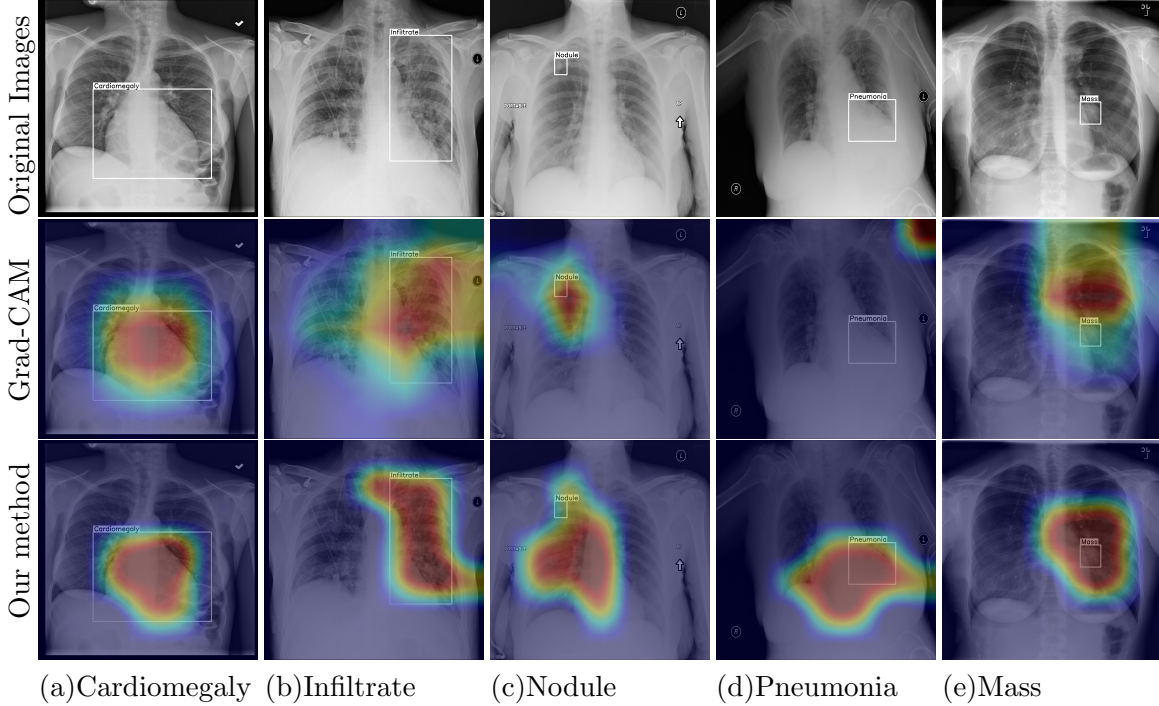 Original Images
Cardiomegaly
Infiltrate
L
Nodule
L
Pneumonia
L
R
Mass
Grad-CAM
Cardiomegaly
Infiltrate
L
Nodule
L
Pneumonia
L
R
Mass
Our method
Cardiomegaly
Infiltrate
L
Nodule
L
Pneumonia
L
R
Mass
(a)Cardiomegaly (b)Infiltrate (c)Nodule (d)Pneumonia (e)Mass